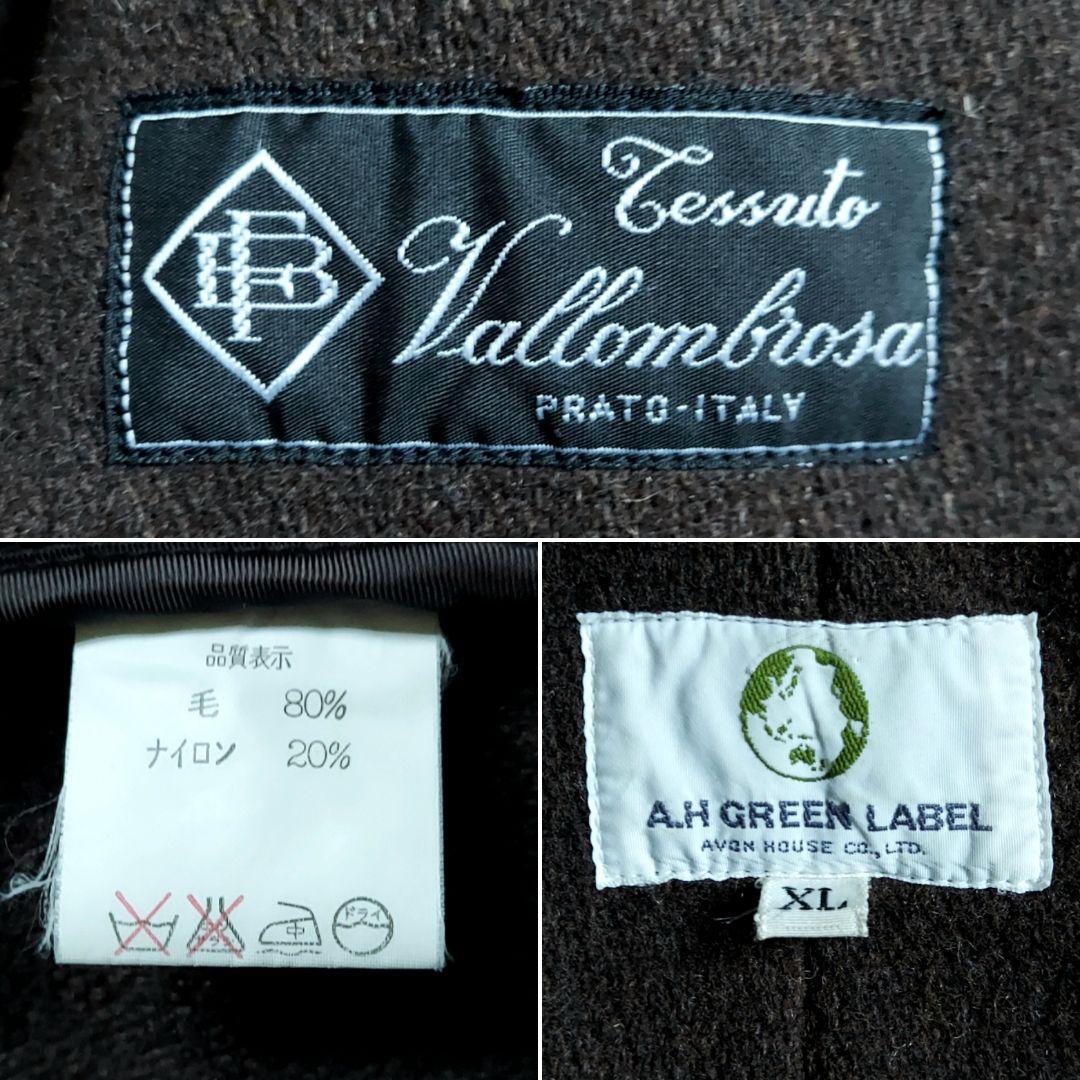 Tessuto
BF
Vallombrosa
PRATO-ITALY
品質表示
毛 80%
ナイロン 20%
中 ドライ
A.H GREEN LABEL
AVON HOUSE CO., LTD.
XL